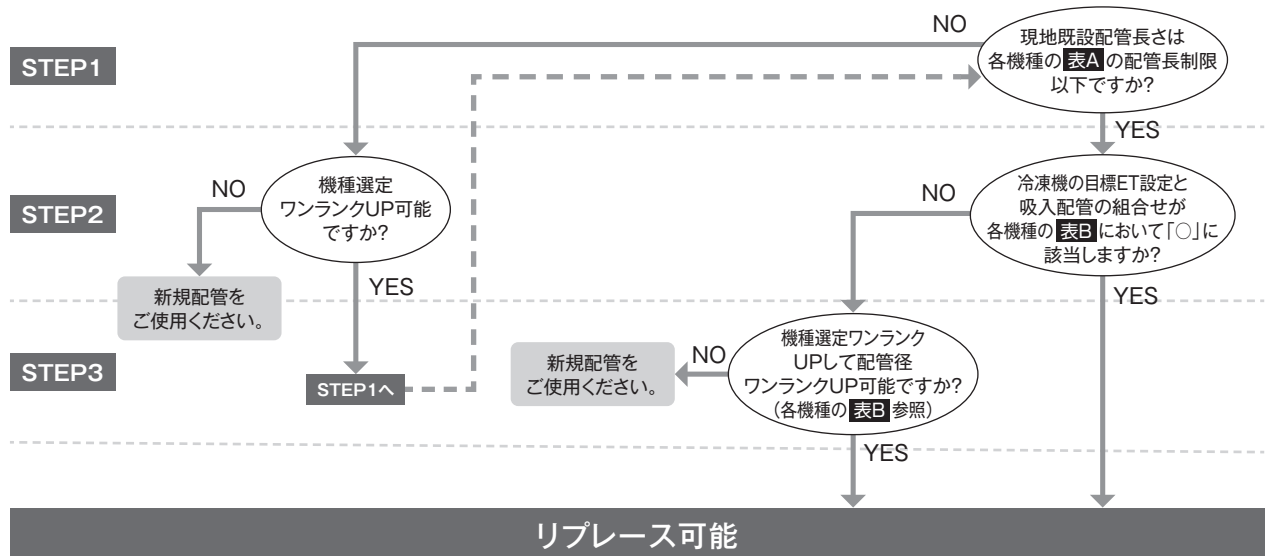 STEP1
NO
現地既設配管長さは
各機種の 表A の配管長制限
以下ですか?
YES
STEP2
NO
機種選定
ワンランクUP可能
ですか?
NO
冷凍機の目標ET設定と
吸入配管の組合せが
各機種の 表B において「○」に
該当しますか?
YES
YES
新規配管を
ご使用ください。
STEP3
STEP1へ
新規配管を
ご使用ください。
NO
機種選定ワンランク
UPして配管径
ワンランクUP可能ですか?
(各機種の 表B 参照)
YES
リプレース可能